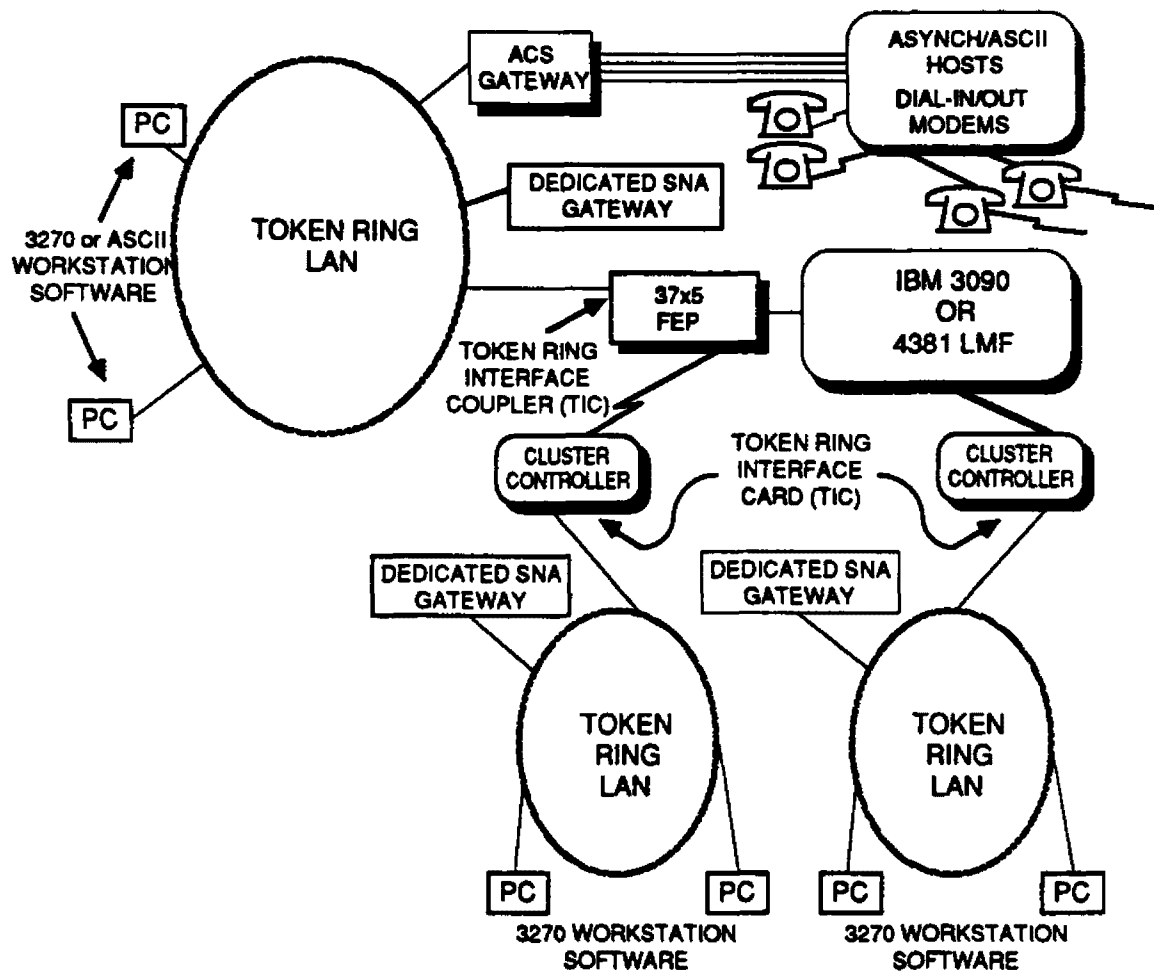 ACS
GATEWAY
ASYNCH/ASCII
HOSTS
DIAL-IN/OUT
MODEMS
PC
DEDICATED SNA
GATEWAY
TOKEN RING
LAN
3270 or ASCII
WORKSTATION
SOFTWARE
37x5
FEP
IBM 3090
OR
4381 LMF
TOKEN RING
INTERFACE
COUPLER (TIC)
PC
CLUSTER
CONTROLLER
TOKEN RING
INTERFACE
CARD (TIC)
CLUSTER
CONTROLLER
DEDICATED SNA
GATEWAY
DEDICATED SNA
GATEWAY
TOKEN
RING
LAN
TOKEN
RING
LAN
PC
PC
PC
PC
3270 WORKSTATION
SOFTWARE
3270 WORKSTATION
SOFTWARE